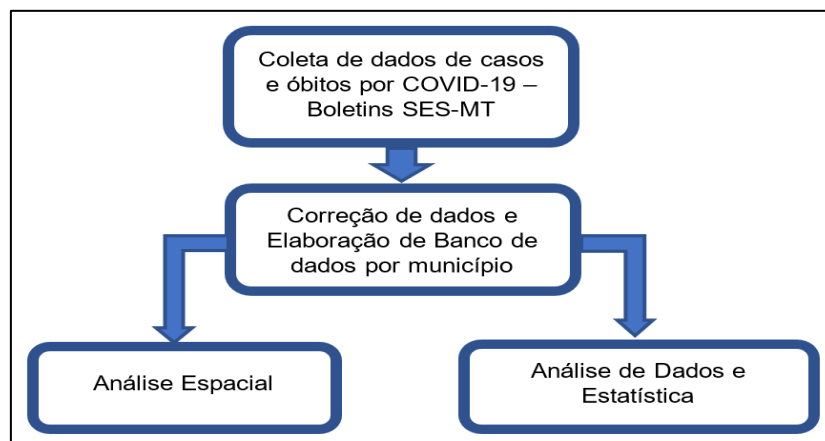 Coleta de dados de casos
e óbitos por COVID-19 –
Boletins SES-MT
Correção de dados e
Elaboração de Banco de
dados por município
Análise Espacial
Análise de Dados e
Estatística